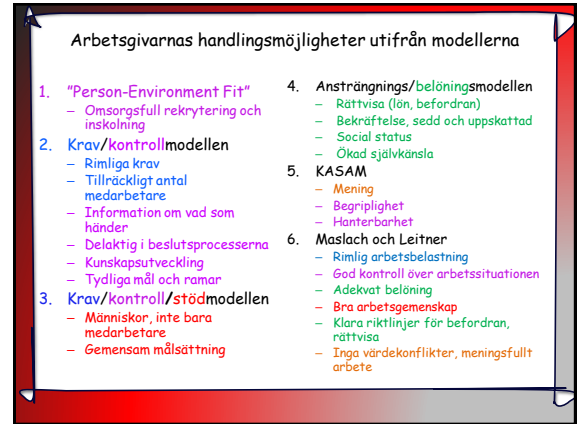 Arbetsgivarnas handlingsmöjligheter utifrån modellerna
1. "Person-Environment Fit"
– Omsorgsfull rekrytering och
inskolning
2. Krav/kontrollmodellen
– Rimliga krav
– Tillräckligt antal
medarbetare
– Information om vad som
händer
– Delaktig i beslutsprocesserna
– Kunskapsutveckling
– Tydliga mål och ramar
3. Krav/kontroll/stödmodellen
– Människor, inte bara
medarbetare
– Gemensam målsättning
4. Ansträngnings/belöningsmodellen
– Rättvisa (lön, befordran)
– Bekräftelse, sedd och uppskattad
– Social status
– Ökad självkänsla
5. KASAM
– Mening
– Begriplighet
– Hanterbarhet
6. Maslach och Leitner
– Rimlig arbetsbelastning
– God kontroll över arbetssituationen
– Adekvat belöning
– Bra arbetsgemenskap
– Klara riktlinjer för befordran,
rättvisa
– Inga värdekonflikter, meningsfullt
arbete